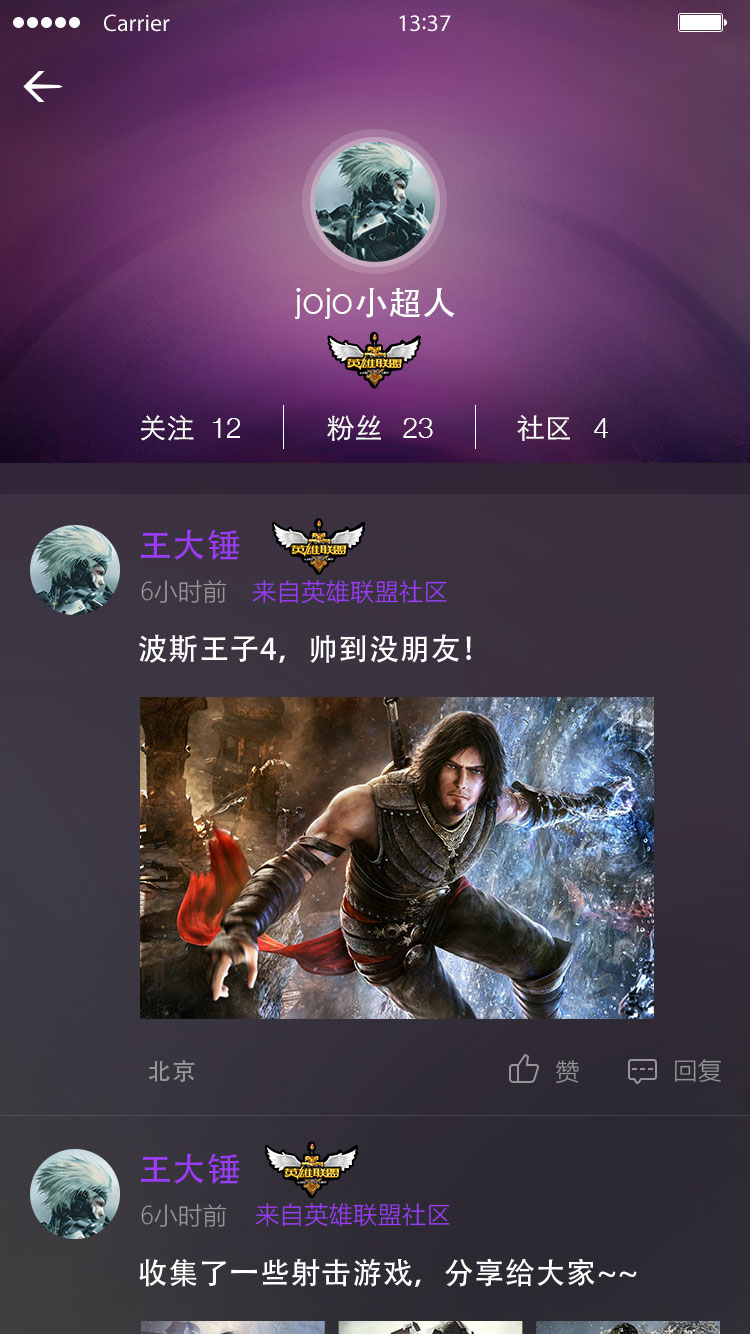 Carrier 13:37
jojo小超人
英雄联盟
关注 12 粉丝 23 社区 4
王大锤 英雄联盟
6小时前 来自英雄联盟社区
波斯王子4，帅到没朋友！
北京 赞 回复
王大锤 英雄联盟
6小时前 来自英雄联盟社区
收集了一些射击游戏，分享给大家~~